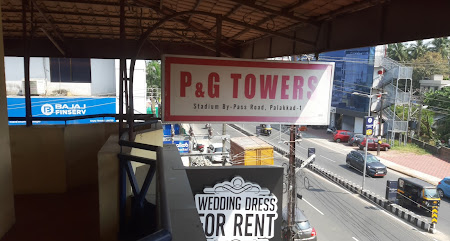 P&G TOWERS
Stadium By-Pass Road, Palakkad-1
BAJAJ
FINSERV
WEDDING DRESS
FOR RENT